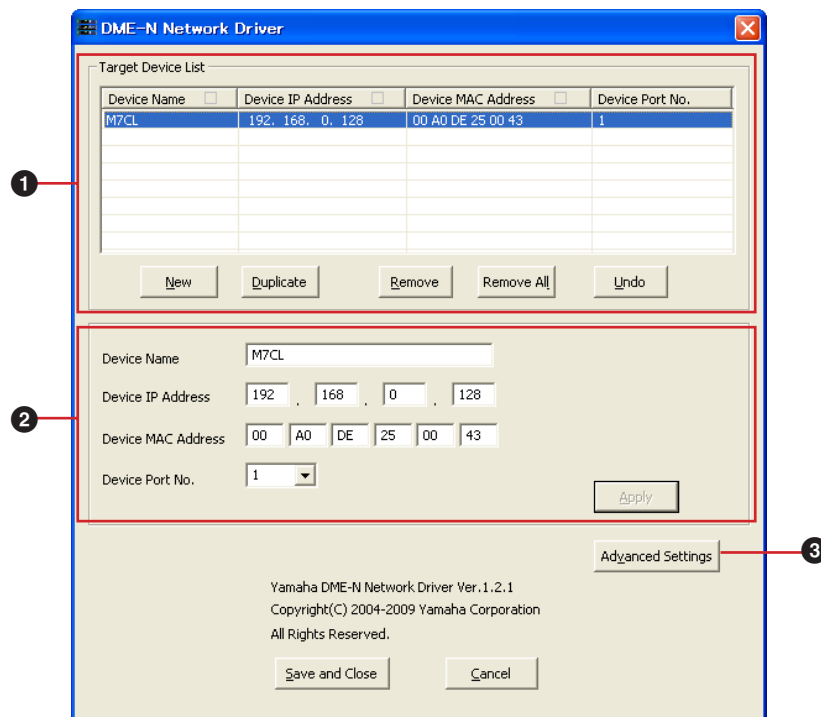 DME-N Network Driver
Target Device List
Device Name Device IP Address Device MAC Address Device Port No.
M7CL 192. 168. 0. 128 00 A0 DE 25 00 43 1
1
New Duplicate Remove Remove All Undo
Device Name M7CL
Device IP Address 192 . 168 . 0 . 128
2
Device MAC Address 00 A0 DE 25 00 43
Device Port No. 1
Apply
Advanced Settings 3
Yamaha DME-N Network Driver Ver.1.2.1
Copyright(C) 2004-2009 Yamaha Corporation
All Rights Reserved.
Save and Close Cancel